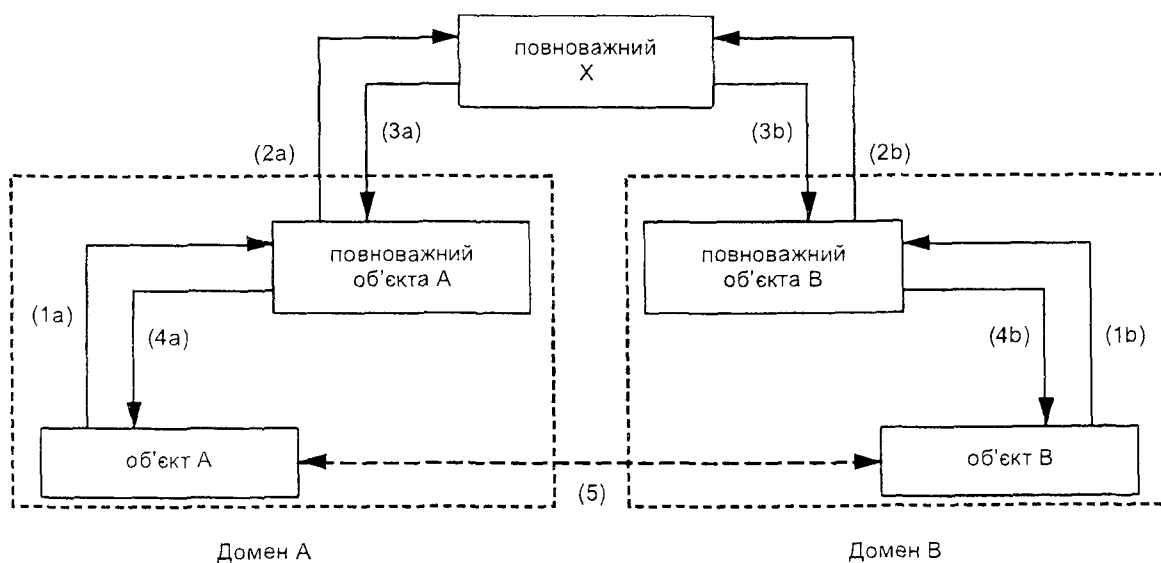 повноважний
X
(3a)
(3b)
(2a)
(2b)
повноважний
об'єкта A
повноважний
об'єкта B
(1a)
(4a)
(4b)
(1b)
об'єкт A
об'єкт B
(5)
Домен A
Домен B